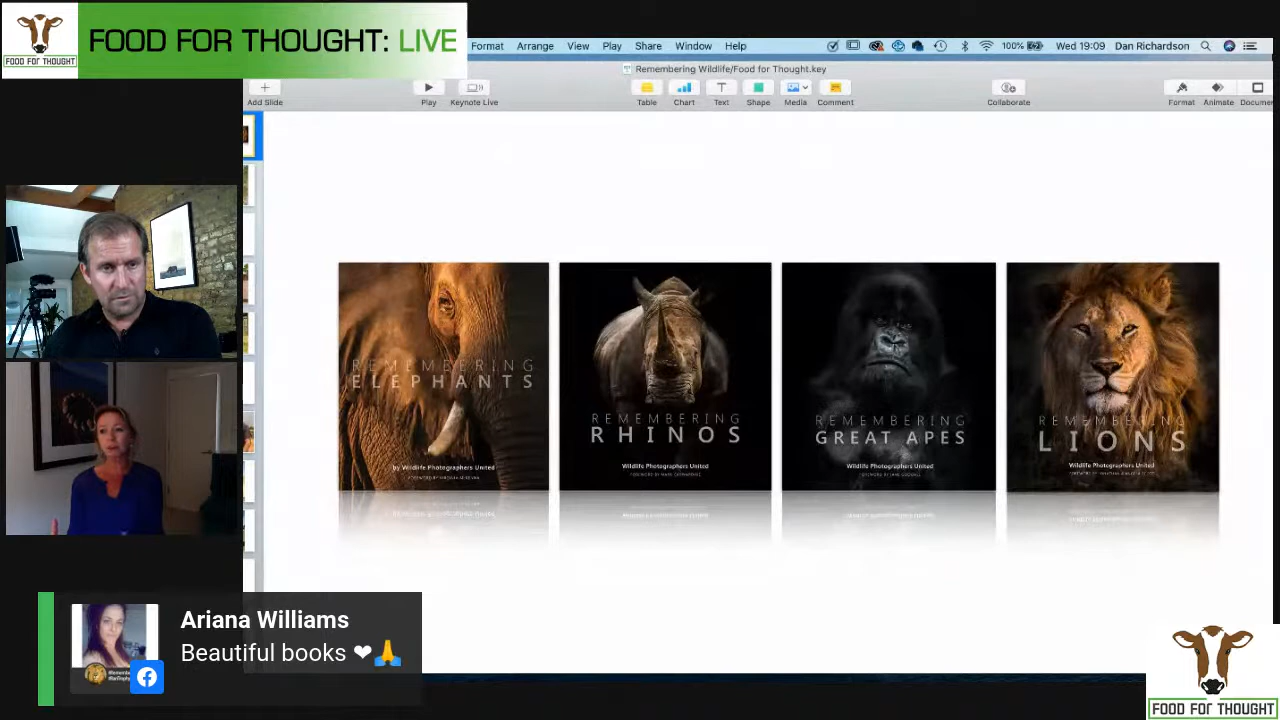 FOOD FOR THOUGHT: LIVE
FOOD FOR THOUGHT
Format Arrange View Play Share Window Help
100%
Wed 19:09 Dan Richardson
Remembering Wildlife/Food for Thought.key
Add Slide
Play
Keynote Live
Table
Chart
Text
Shape
Media
Comment
Collaborate
Format
Animate
Documen
REMEMBERING
ELEPHANTS
by Wildlife Photographers United
REMEMBERING
RHINOS
Wildlife Photographers United
REMEMBERING
GREAT APES
Wildlife Photographers United
REMEMBERING
LIONS
Wildlife Photographers United
Ariana Williams
Beautiful books ❤🙏
FOOD FOR THOUGHT